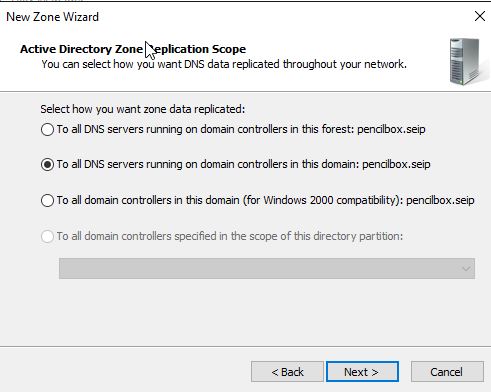 New Zone Wizard
Active Directory Zone Replication Scope
You can select how you want DNS data replicated throughout your network.
Select how you want zone data replicated:
To all DNS servers running on domain controllers in this forest: pencilbox.seip
To all DNS servers running on domain controllers in this domain: pencilbox.seip
To all domain controllers in this domain (for Windows 2000 compatibility): pencilbox.seip
To all domain controllers specified in the scope of this directory partition:
< Back Next > Cancel